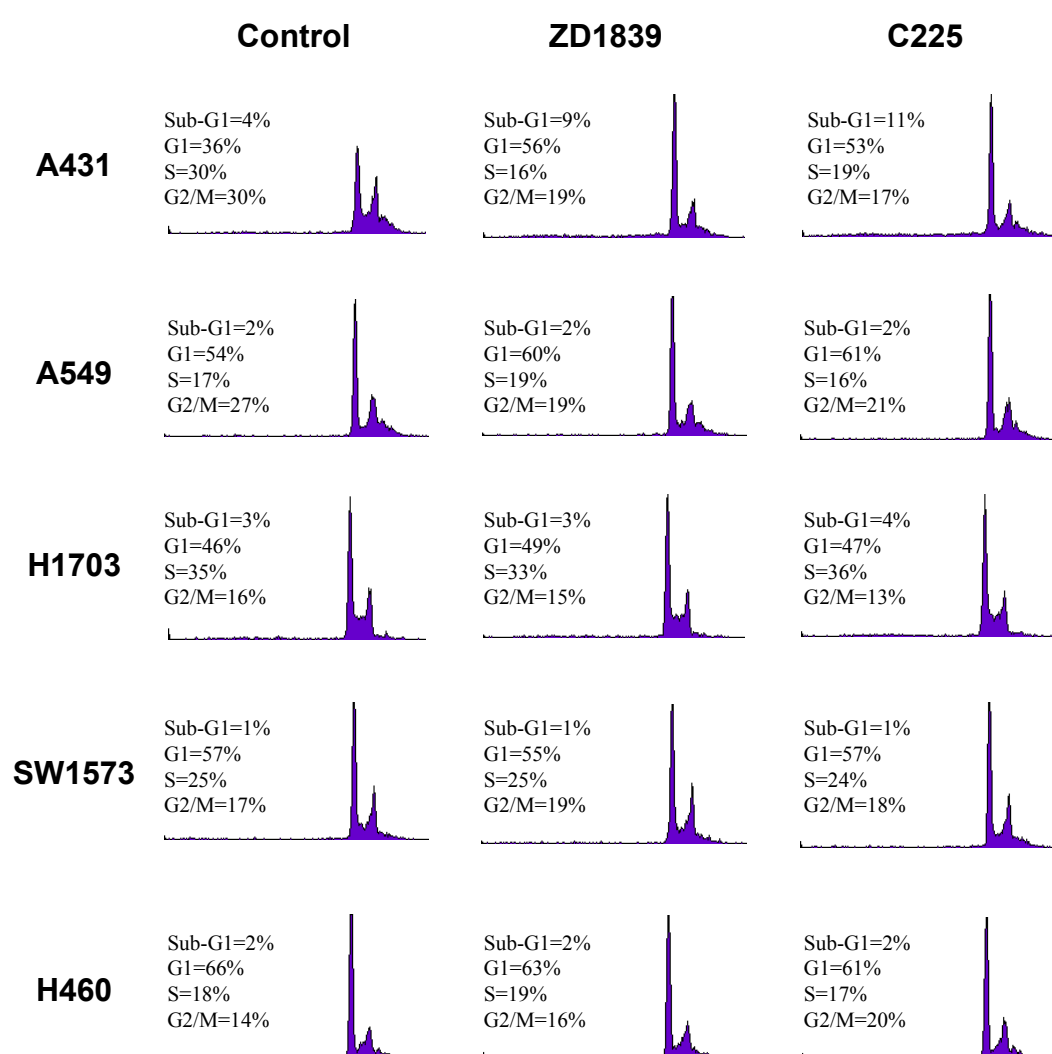 Control ZD1839 C225
A431
Sub-G1=4%
G1=36%
S=30%
G2/M=30%
Sub-G1=9%
G1=56%
S=16%
G2/M=19%
Sub-G1=11%
G1=53%
S=19%
G2/M=17%
A549
Sub-G1=2%
G1=54%
S=17%
G2/M=27%
Sub-G1=2%
G1=60%
S=19%
G2/M=19%
Sub-G1=2%
G1=61%
S=16%
G2/M=21%
H1703
Sub-G1=3%
G1=46%
S=35%
G2/M=16%
Sub-G1=3%
G1=49%
S=33%
G2/M=15%
Sub-G1=4%
G1=47%
S=36%
G2/M=13%
SW1573
Sub-G1=1%
G1=57%
S=25%
G2/M=17%
Sub-G1=1%
G1=55%
S=25%
G2/M=19%
Sub-G1=1%
G1=57%
S=24%
G2/M=18%
H460
Sub-G1=2%
G1=66%
S=18%
G2/M=14%
Sub-G1=2%
G1=63%
S=19%
G2/M=16%
Sub-G1=2%
G1=61%
S=17%
G2/M=20%